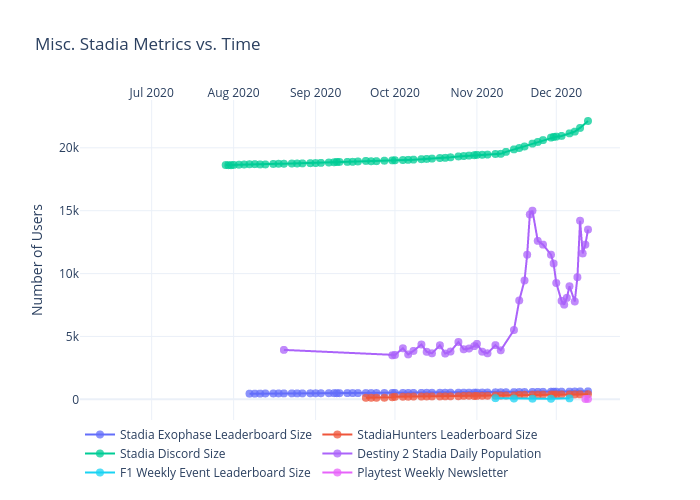 Misc. Stadia Metrics vs. Time
Jul 2020 Aug 2020 Sep 2020 Oct 2020 Nov 2020 Dec 2020
20k
15k
10k
5k
0
Number of Users
Stadia Exophase Leaderboard Size StadiaHunters Leaderboard Size
Stadia Discord Size Destiny 2 Stadia Daily Population
F1 Weekly Event Leaderboard Size Playtest Weekly Newsletter